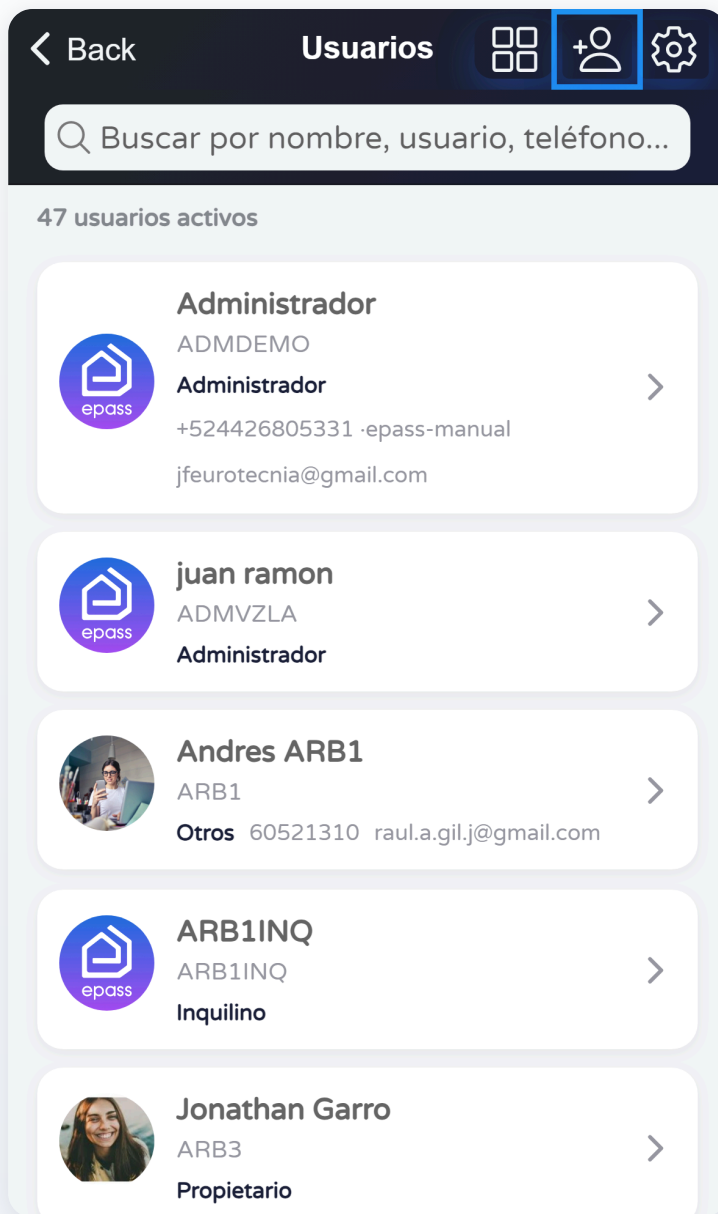 Back
Usuarios
Buscar por nombre, usuario, teléfono...
47 usuarios activos
Administrador
ADMDEMO
epass
Administrador
+524426805331 ·epass-manual
jfeurotecnia@gmail.com
juan ramon
ADMVZLA
epass
Administrador
Andres ARB1
ARB1
Otros 60521310 raul.a.gil.j@gmail.com
ARB1INQ
ARB1INQ
epass
Inquilino
Jonathan Garro
ARB3
Propietario